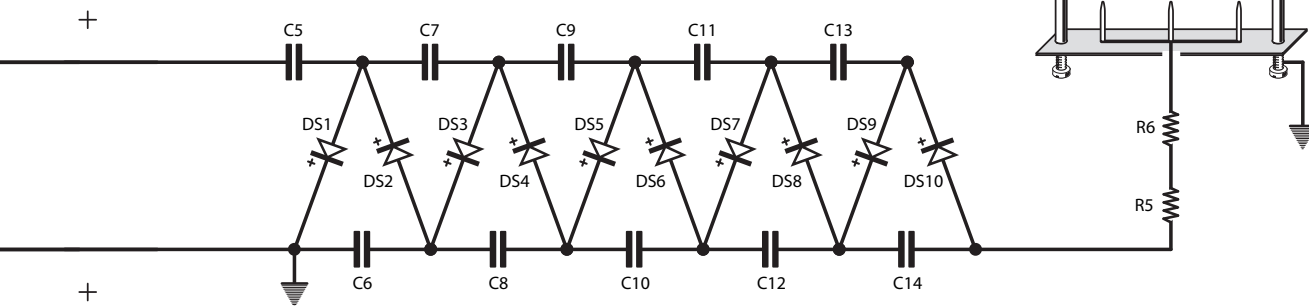 +
C5 C7 C9 C11 C13
DS1 DS3 DS5 DS7 DS9
R6
+ + + + + + + + + +
DS2 DS4 DS6 DS8 DS10
R5
C6 C8 C10 C12 C14
+